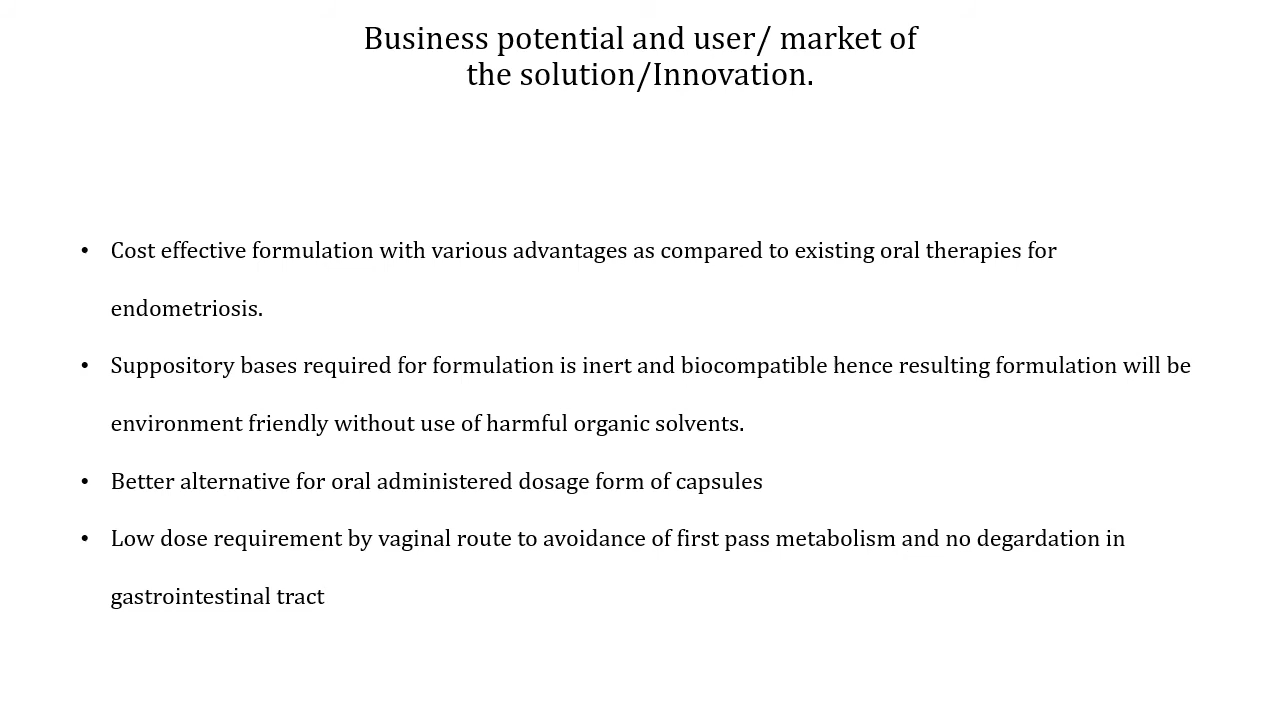 Business potential and user/ market of
the solution/Innovation.
• Cost effective formulation with various advantages as compared to existing oral therapies for
endometriosis.
• Suppository bases required for formulation is inert and biocompatible hence resulting formulation will be
environment friendly without use of harmful organic solvents.
• Better alternative for oral administered dosage form of capsules
• Low dose requirement by vaginal route to avoidance of first pass metabolism and no degardation in
gastrointestinal tract